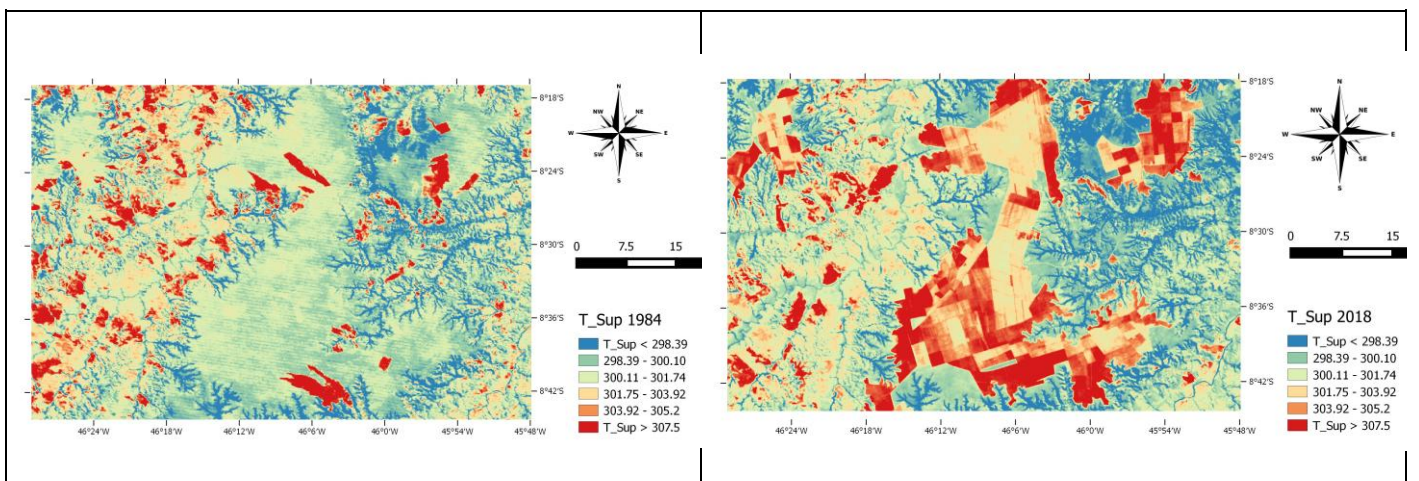 N
NW NE
W E
SW SE
S
8°18'S
8°24'S
8°30'S
8°36'S
8°42'S
0 7.5 15
T_Sup 1984
T_Sup < 298.39
298.39 - 300.10
300.11 - 301.74
301.75 - 303.92
303.92 - 305.2
T_Sup > 307.5
46°24'W 46°18'W 46°12'W 46°6'W 46°0'W 45°54'W 45°48'W
N
NW NE
W E
SW SE
S
8°18'S
8°24'S
8°30'S
8°36'S
8°42'S
0 7.5 15
T_Sup 2018
T_Sup < 298.39
298.39 - 300.10
300.11 - 301.74
301.75 - 303.92
303.92 - 305.2
T_Sup > 307.5
46°24'W 46°18'W 46°12'W 46°6'W 46°0'W 45°54'W 45°48'W